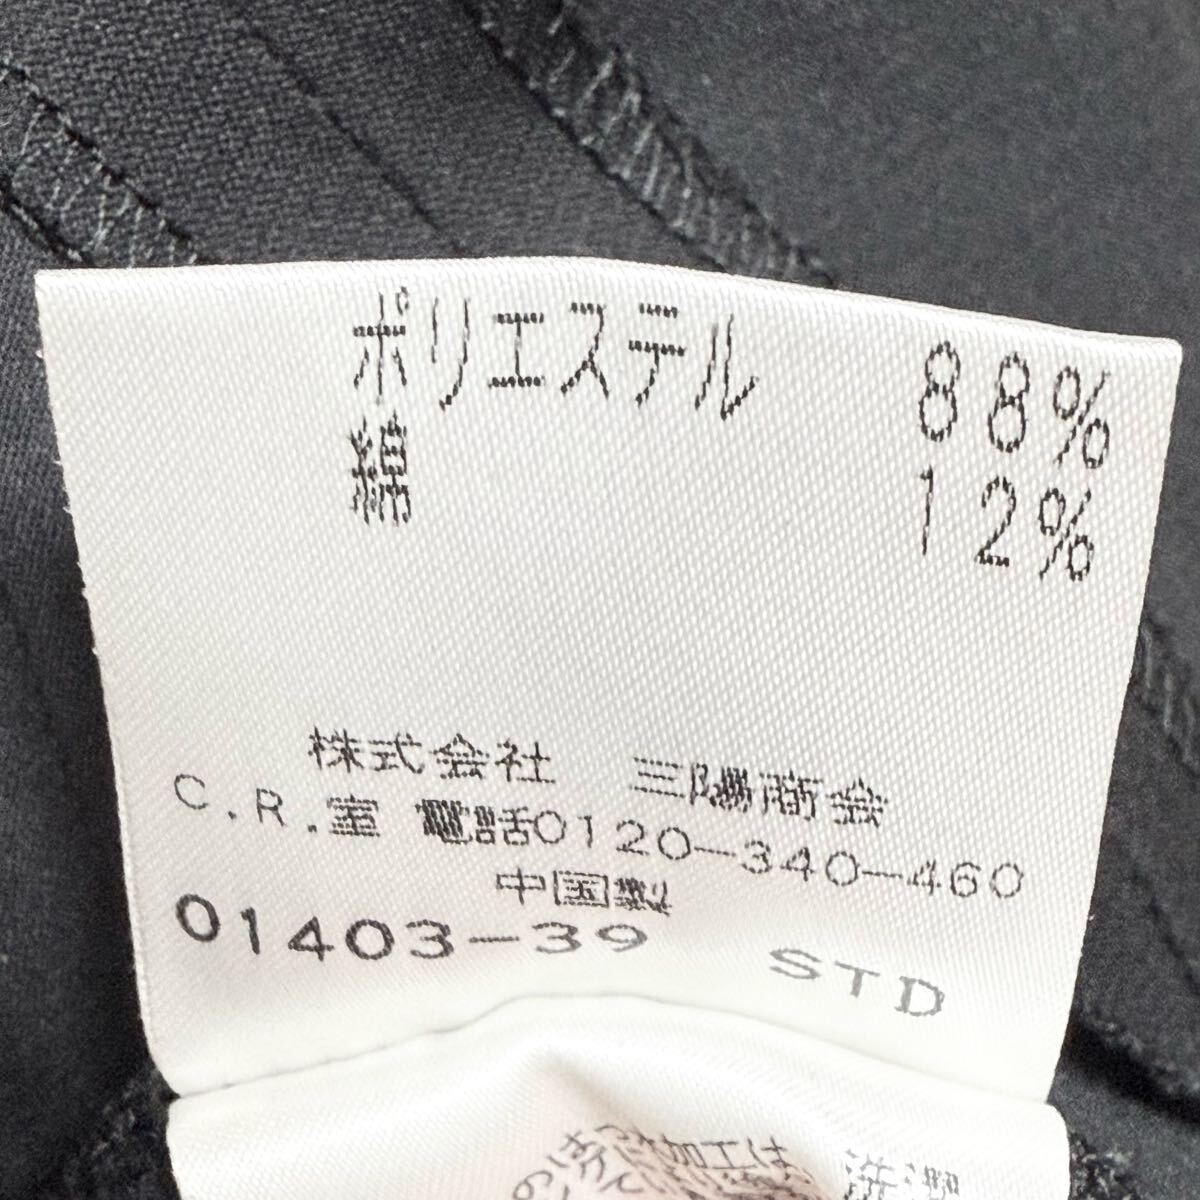 ポリエステル 88%
綿 12%
株式会社 三陽商会
C.R.室 電話0120-340-460
中国製
01403-39 STD